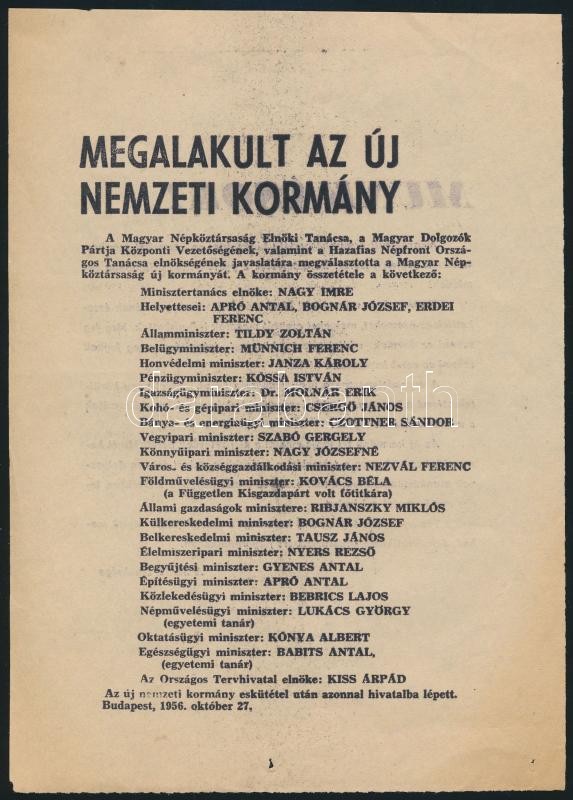 MEGALAKULT AZ ÚJ
NEMZETI KORMÁNY
A Magyar Népköztársaság Elnöki Tanácsa, a Magyar Dolgozók
Pártja Központi Vezetőségének, valamint a Hazafias Népfront Orszá-
gos Tanácsa elnökségének javaslatára megválasztotta a Magyar Nép-
köztársaság új kormányát. A kormány összetétele a következő:
Minisztertanács elnöke: NAGY IMRE
Helyettesei: APRÓ ANTAL, BOGNÁR JÓZSEF, ERDEI
FERENC
Államminiszter: TILDY ZOLTÁN
Belügyminiszter: MÜNNICH FERENC
Honvédelmi miniszter: JANZA KÁROLY
Pénzügyminiszter: KOSSA ISTVÁN
Igazságügyminiszter: Dr. MOLNÁR ERIK
Kohó- és gépipari miniszter: CSERGŐ JÁNOS
Bánya- és energiaügyi miniszter: CZOTTNER SÁNDOR
Vegyipari miniszter: SZABÓ GERGELY
Könnyűipari miniszter: NAGY JÓZSEFNÉ
Város- és községgazdálkodási miniszter: NEZVÁL FERENC
Földművelésügyi miniszter: KOVÁCS BÉLA
(a Független Kisgazdapárt volt főtitkára)
Állami gazdaságok minisztere: RIBJANSZKY MIKLÓS
Külkereskedelmi miniszter: BOGNÁR JÓZSEF
Belkereskedelmi miniszter: TAUSZ JÁNOS
Élelmiszeripari miniszter: NYERS REZSŐ
Begyűjtési miniszter: GYENES ANTAL
Építésügyi miniszter: APRÓ ANTAL
Közlekedésügyi miniszter: BEBRICS LAJOS
Népművelésügyi miniszter: LUKÁCS GYÖRGY
(egyetemi tanár)
Oktatásügyi miniszter: KÓNYA ALBERT
Egészségügyi miniszter: BABITS ANTAL,
(egyetemi tanár)
Az Országos Tervhivatal elnöke: KISS ÁRPÁD
Az új nemzeti kormány eskütétel után azonnal hivatalba lépett.
Budapest, 1956. október 27.
darabanth